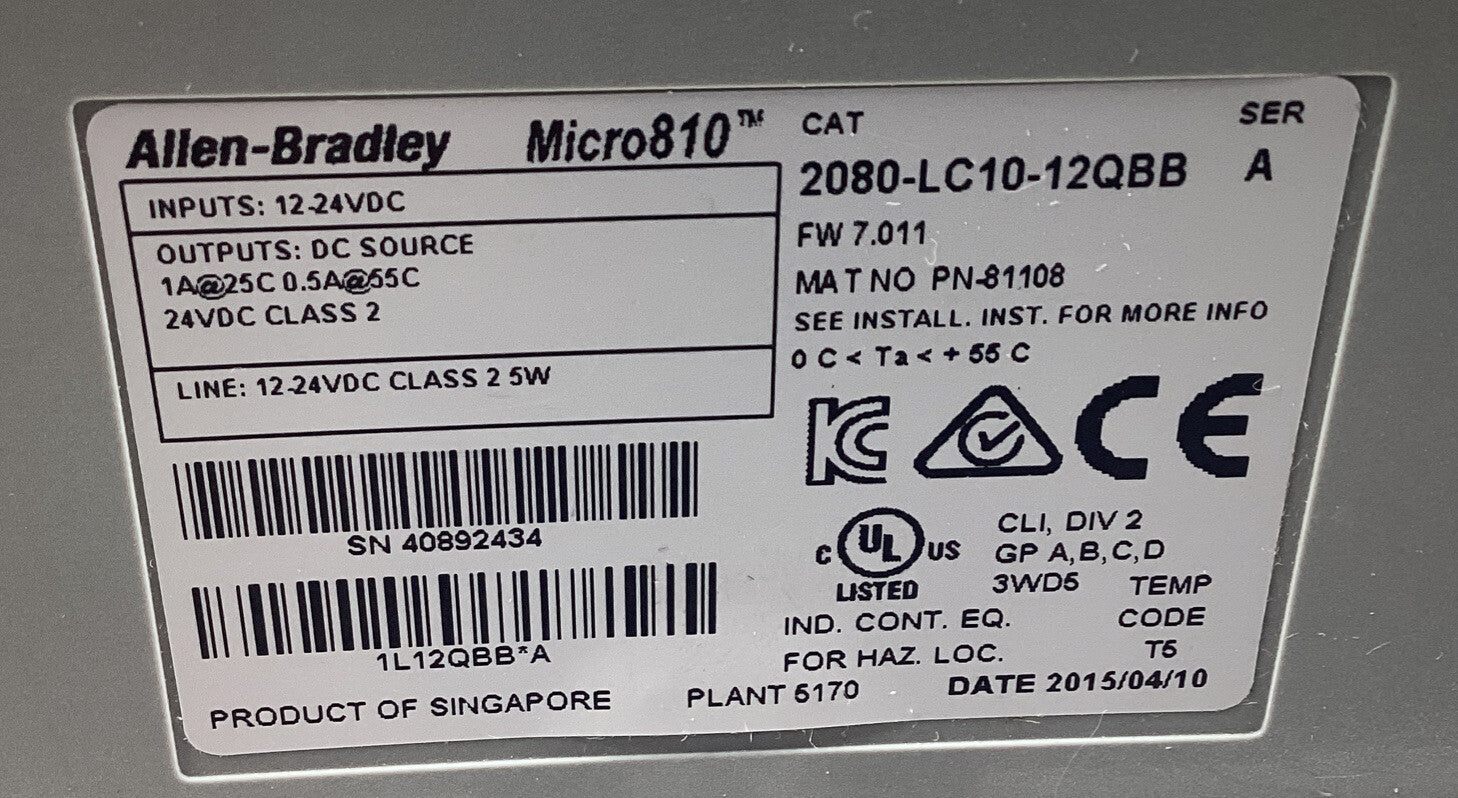 Allen-Bradley Micro810™
INPUTS: 12-24VDC
OUTPUTS: DC SOURCE
1A@25C 0.5A@55C
24VDC CLASS 2
LINE: 12-24VDC CLASS 2 5W
SN 40892434
1L12QBB*A
PRODUCT OF SINGAPORE
CAT SER
2080-LC10-12QBB A
FW 7.011
MAT NO PN-81108
SEE INSTALL. INST. FOR MORE INFO
0 C < Ta < + 55 C
KC CE
C UL US
LISTED
CLI, DIV 2
GP A,B,C,D
3WD5 TEMP
IND. CONT. EQ. CODE
FOR HAZ. LOC. T5
PLANT 5170 DATE 2015/04/10